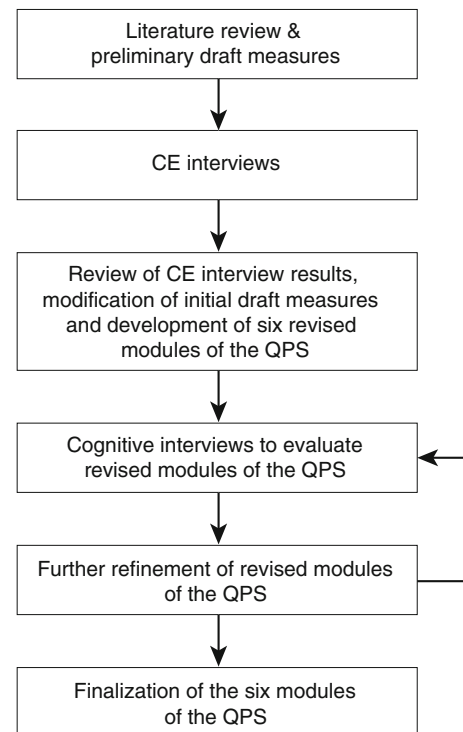 Literature review &
preliminary draft measures
CE interviews
Review of CE interview results,
modification of initial draft measures
and development of six revised
modules of the QPS
Cognitive interviews to evaluate
revised modules of the QPS
Further refinement of revised modules
of the QPS
Finalization of the six modules
of the QPS